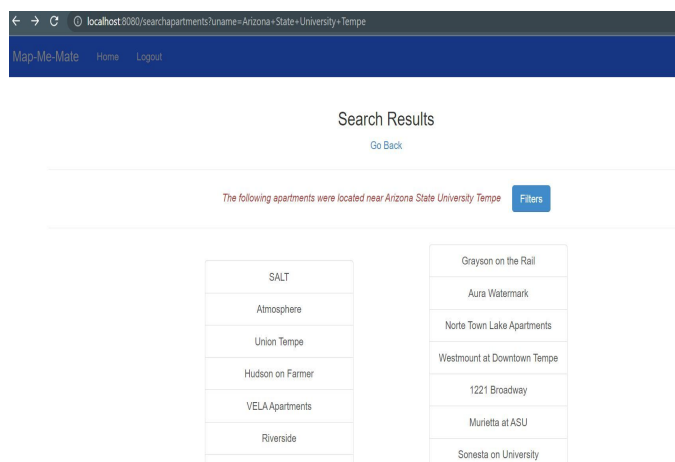 localhost:8080/searchapartments?uname=Arizona+State+University+Tempe
Map-Me-Mate Home Logout
Search Results
Go Back
The following apartments were located near Arizona State University Tempe Filters
SALT
Atmosphere
Union Tempe
Hudson on Farmer
VELA Apartments
Riverside
Grayson on the Rail
Aura Watermark
Norte Town Lake Apartments
Westmount at Downtown Tempe
1221 Broadway
Murietta at ASU
Sonesta on University